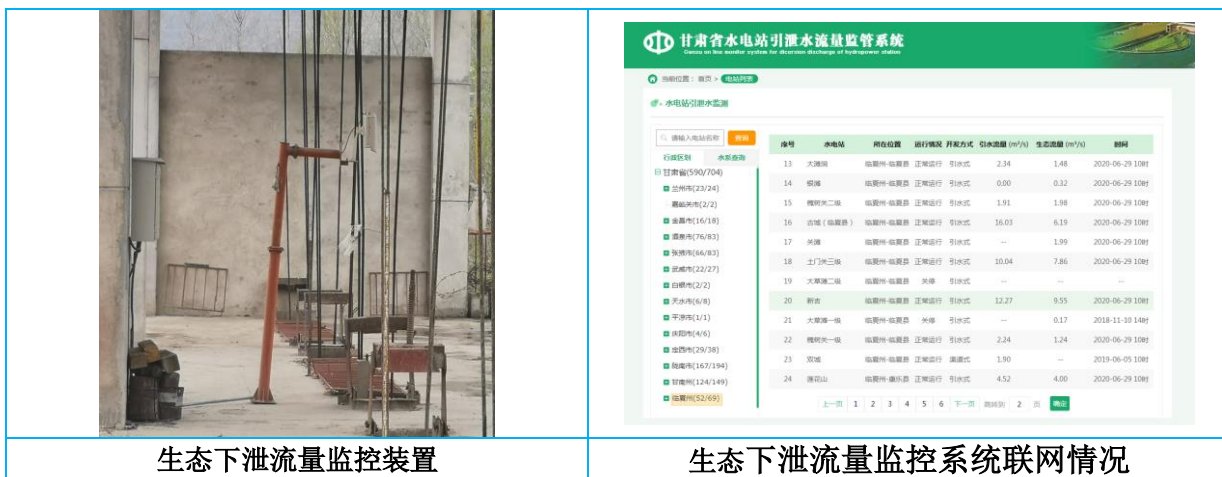 甘肃省水电站引泄水流量监管系统
Gansu on line monitor system for dicersion discharge of hydropower station
当前位置： 首页 > 电站列表
水电站引泄水监测
请输入电站名称 查询
行政区划 水系查询
甘肃省(590/704)
兰州市(23/24)
嘉峪关市(2/2)
金昌市(16/18)
酒泉市(76/83)
张掖市(66/83)
武威市(22/27)
白银市(2/2)
天水市(6/8)
平凉市(1/1)
庆阳市(4/6)
定西市(29/38)
陇南市(167/194)
甘南州(124/149)
临夏州(52/69)
序号 水电站 所在位置 运行情况 开发方式 引水流量 (m³/s) 生态流量 (m³/s) 时间
13 大滩阔 临夏州-临夏县 正常运行 引水式 2.34 1.48 2020-06-29 10时
14 银滩 临夏州-临夏县 正常运行 引水式 0.00 0.32 2020-06-29 10时
15 槐树关二级 临夏州-临夏县 正常运行 引水式 1.91 1.98 2020-06-29 10时
16 古城（临夏县） 临夏州-临夏县 正常运行 引水式 16.03 6.19 2020-06-29 10时
17 关滩 临夏州-临夏县 正常运行 引水式 -- 1.99 2020-06-29 10时
18 土门关三级 临夏州-临夏县 正常运行 引水式 10.04 7.86 2020-06-29 10时
19 大草滩二级 临夏州-临夏县 关停 引水式 -- -- --
20 新吉 临夏州-临夏县 正常运行 引水式 12.27 9.55 2020-06-29 10时
21 大草滩一级 临夏州-临夏县 关停 引水式 -- 0.17 2018-11-10 14时
22 槐树关一级 临夏州-临夏县 正常运行 引水式 2.24 1.24 2020-06-29 10时
23 双城 临夏州-临夏县 正常运行 渠道式 1.90 -- 2019-06-05 10时
24 莲花山 临夏州-康乐县 正常运行 引水式 4.52 4.00 2020-06-29 10时
上一页 1 2 3 4 5 6 下一页 跳转到 2 页 确定
生态下泄流量监控装置
生态下泄流量监控系统联网情况